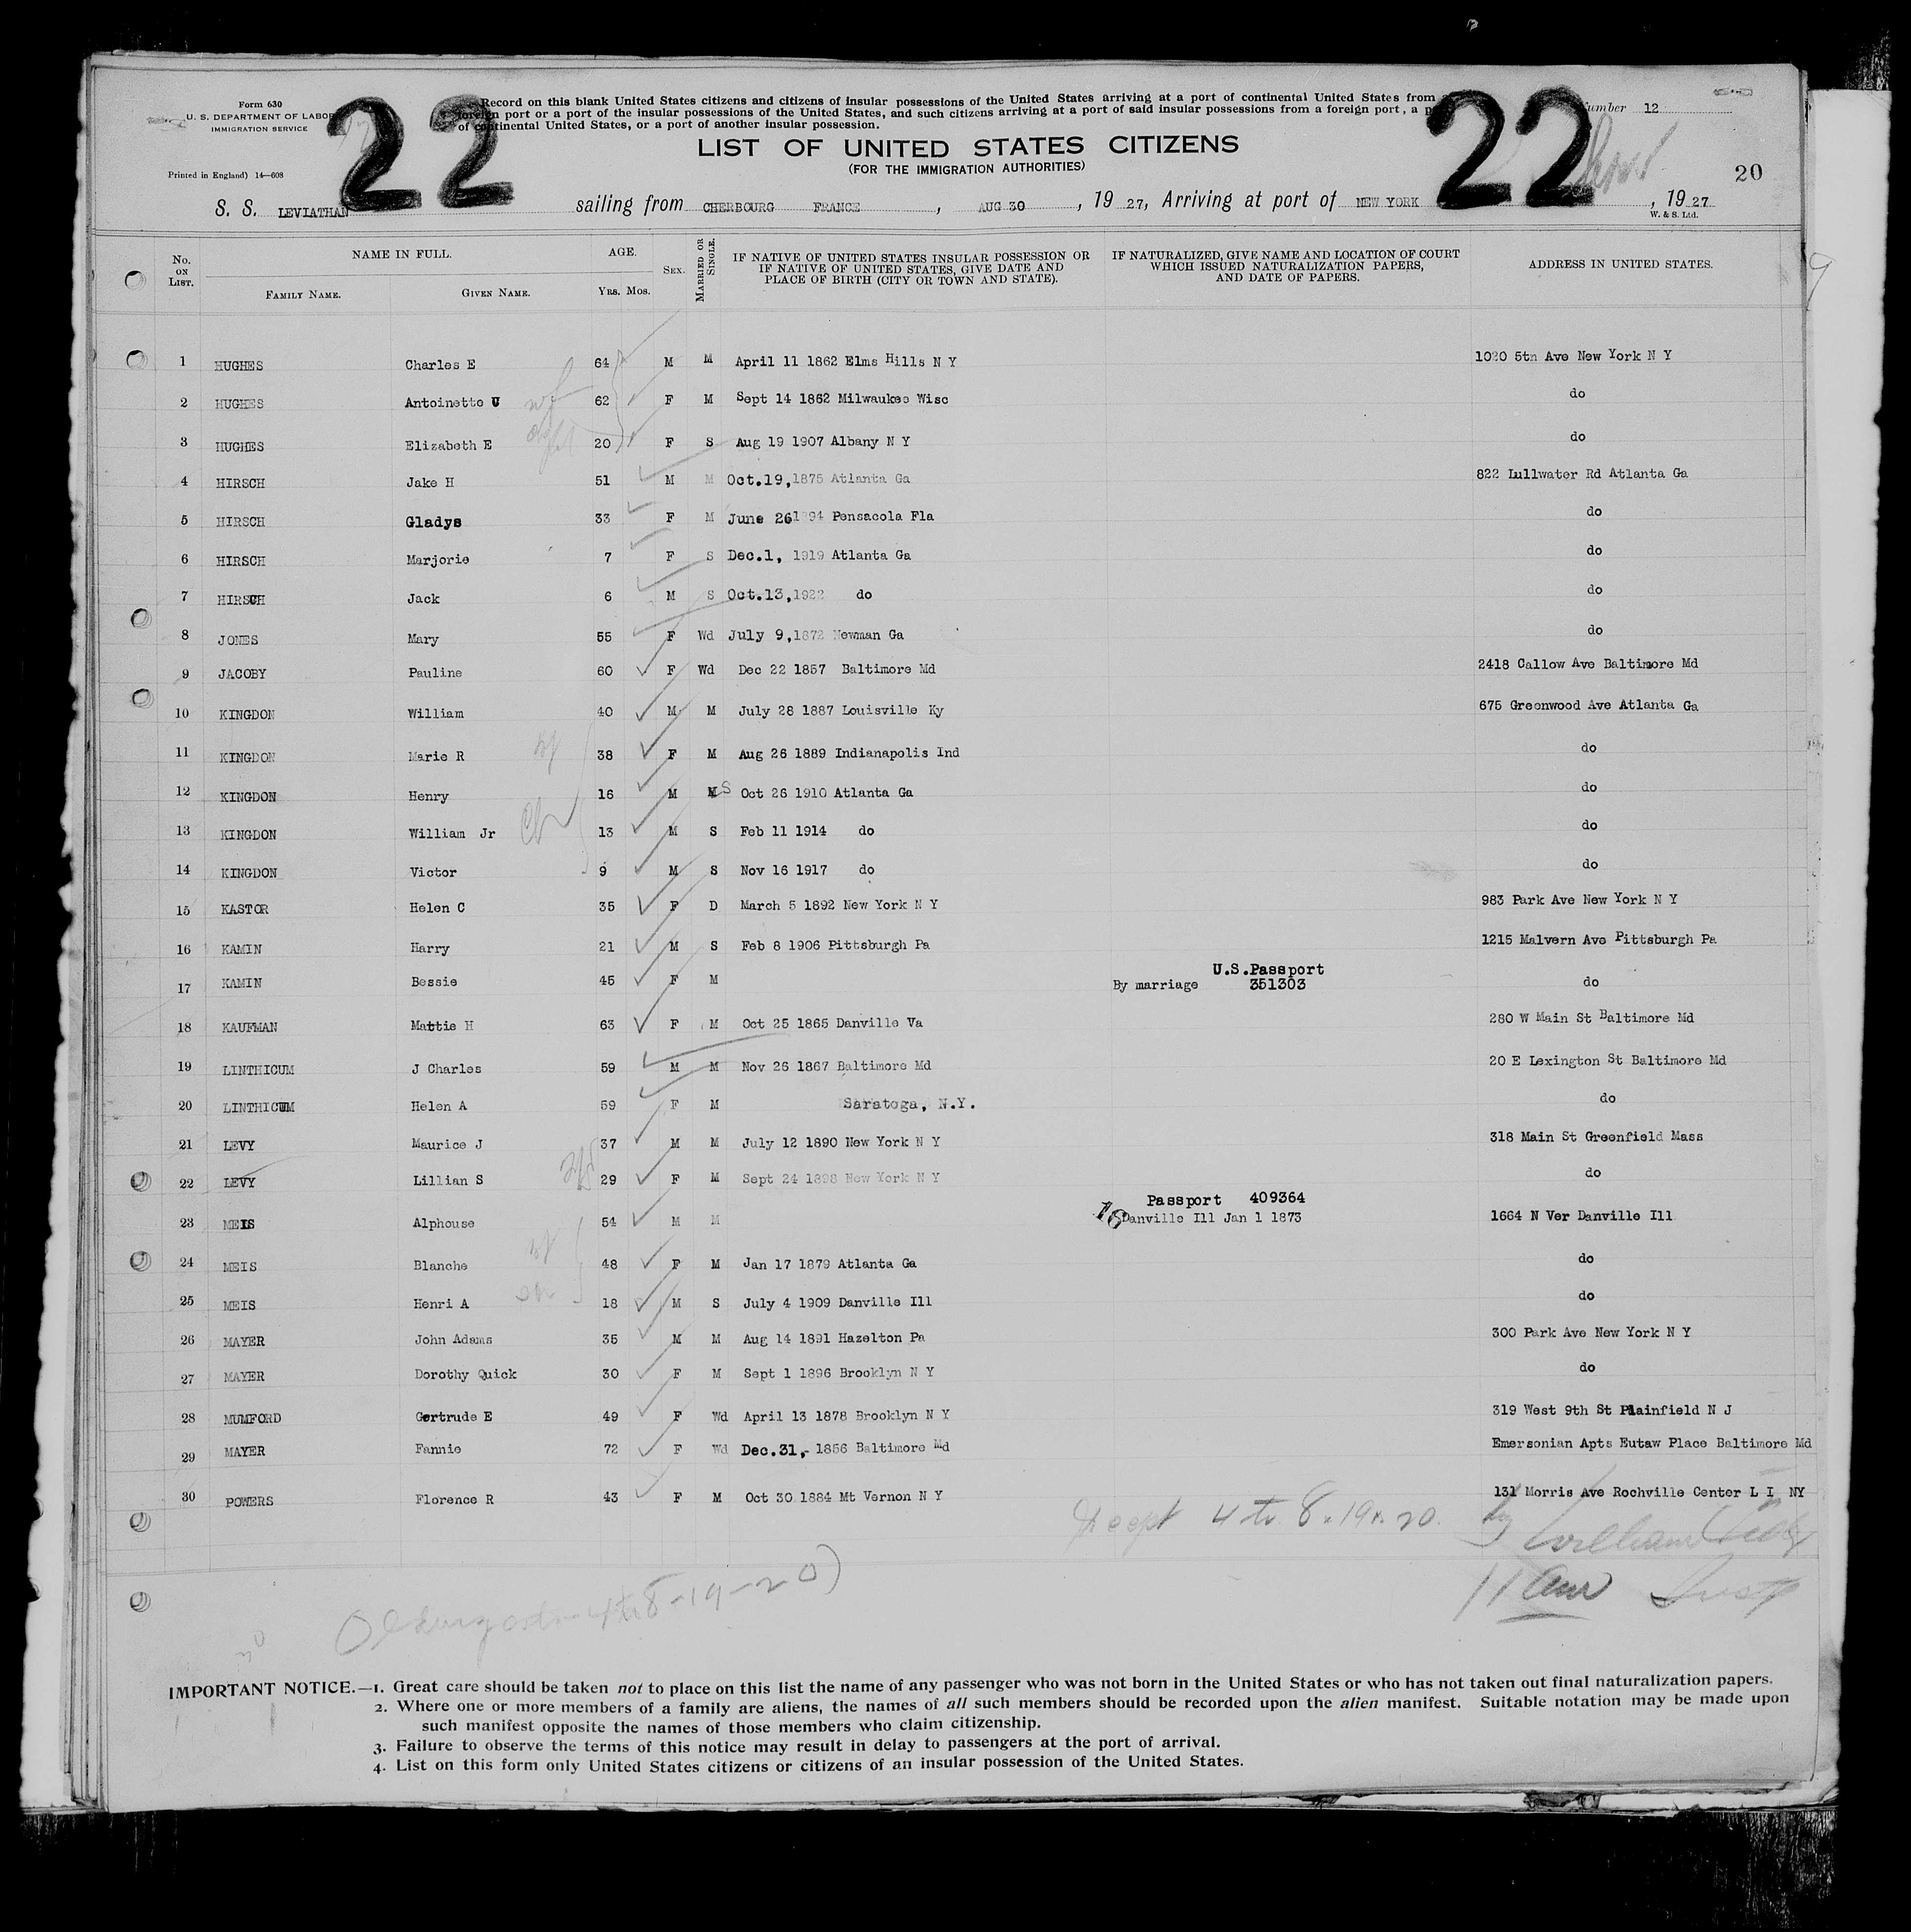 Form 630
U. S. DEPARTMENT OF LABOR
IMMIGRATION SERVICE
Printed in England) 14—608
22
Record on this blank United States citizens and citizens of insular possessions of the United States arriving at a port of continental United States from
foreign port or a port of the insular possessions of the United States, and such citizens arriving at a port of said insular possessions from a foreign port, a
of continental United States, or a port of another insular possession.
22
Number 12
LIST OF UNITED STATES CITIZENS
(FOR THE IMMIGRATION AUTHORITIES)
20
S. S. LEVIATHAN sailing from CHERBOURG FRANCE, AUG 30, 19 27, Arriving at port of NEW YORK, 19 27
W. & S. Ltd.
No. ON LIST. NAME IN FULL. FAMILY NAME. GIVEN NAME. AGE. YRS. MOS. SEX. MARRIED OR SINGLE. IF NATIVE OF UNITED STATES INSULAR POSSESSION OR IF NATIVE OF UNITED STATES, GIVE DATE AND PLACE OF BIRTH (CITY OR TOWN AND STATE). IF NATURALIZED, GIVE NAME AND LOCATION OF COURT WHICH ISSUED NATURALIZATION PAPERS, AND DATE OF PAPERS. ADDRESS IN UNITED STATES.
1 HUGHES Charles E 64 M M April 11 1862 Elms Hills N Y 1020 5th Ave New York N Y
2 HUGHES Antoinette U wf 62 F M Sept 14 1862 Milwaukee Wisc do
3 HUGHES Elizabeth E 20 F S Aug 19 1907 Albany N Y do
4 HIRSCH Jake H 51 M M Oct.19,1875 Atlanta Ga 822 Lullwater Rd Atlanta Ga
5 HIRSCH Gladys 33 F M June 26 1894 Pensacola Fla do
6 HIRSCH Marjorie 7 F S Dec.1, 1919 Atlanta Ga do
7 HIRSCH Jack 6 M S Oct.13,1922 do do
8 JONES Mary 55 F Wd July 9,1872 Newman Ga do
9 JACOBY Pauline 60 F Wd Dec 22 1857 Baltimore Md 2418 Callow Ave Baltimore Md
10 KINGDON William 40 M M July 28 1887 Louisville Ky 675 Greenwood Ave Atlanta Ga
11 KINGDON Marie R wf 38 F M Aug 26 1889 Indianapolis Ind do
12 KINGDON Henry 16 M S Oct 26 1910 Atlanta Ga do
13 KINGDON William Jr 13 M S Feb 11 1914 do do
14 KINGDON Victor 9 M S Nov 16 1917 do do
15 KASTOR Helen C 35 F D March 5 1892 New York N Y 983 Park Ave New York N Y
16 KAMIN Harry 21 M S Feb 8 1906 Pittsburgh Pa 1215 Malvern Ave Pittsburgh Pa
U.S.Passport
17 KAMIN Bessie 45 F M By marriage 351303 do
18 KAUFMAN Mattie H 63 F M Oct 25 1865 Danville Va 280 W Main St Baltimore Md
19 LINTHICUM J Charles 59 M M Nov 26 1867 Baltimore Md 20 E Lexington St Baltimore Md
20 LINTHICUM Helen A 59 F M Saratoga, N.Y. do
21 LEVY Maurice J 37 M M July 12 1890 New York N Y 318 Main St Greenfield Mass
22 LEVY Lillian S 29 F M Sept 24 1898 New York N Y do
Passport 409364
23 MEIS Alphouse 54 M M Danville Ill Jan 1 1873 1664 N Ver Danville Ill
24 MEIS Blanche wf 48 F M Jan 17 1879 Atlanta Ga do
25 MEIS Henri A 18 M S July 4 1909 Danville Ill do
26 MAYER John Adams 35 M M Aug 14 1891 Hazelton Pa 300 Park Ave New York N Y
27 MAYER Dorothy Quick 30 F M Sept 1 1896 Brooklyn N Y do
28 MUMFORD Gertrude E 49 F Wd April 13 1878 Brooklyn N Y 319 West 9th St Plainfield N J
29 MAYER Fannie 72 F Wd Dec.31,- 1856 Baltimore Md Emersonian Apts Eutaw Place Baltimore Md
30 POWERS Florence R 43 F M Oct 30 1884 Mt Vernon N Y 131 Morris Ave Rochville Center L I NY
Except 4 to 8. 19. 20. by William
8-19-20)
IMPORTANT NOTICE.—1. Great care should be taken not to place on this list the name of any passenger who was not born in the United States or who has not taken out final naturalization papers.
2. Where one or more members of a family are aliens, the names of all such members should be recorded upon the alien manifest. Suitable notation may be made upon
such manifest opposite the names of those members who claim citizenship.
3. Failure to observe the terms of this notice may result in delay to passengers at the port of arrival.
4. List on this form only United States citizens or citizens of an insular possession of the United States.